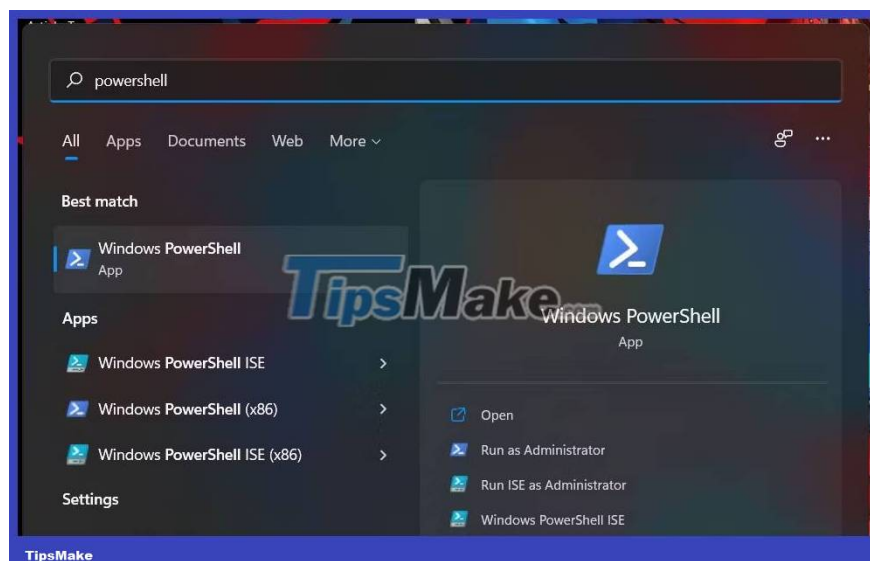 powershell
All Apps Documents Web More
Best match
Windows PowerShell
App
Apps
Windows PowerShell ISE
Windows PowerShell (x86)
Windows PowerShell ISE (x86)
Settings
TipsMake.com
Windows PowerShell
App
Open
Run as Administrator
Run ISE as Administrator
Windows PowerShell ISE
TipsMake